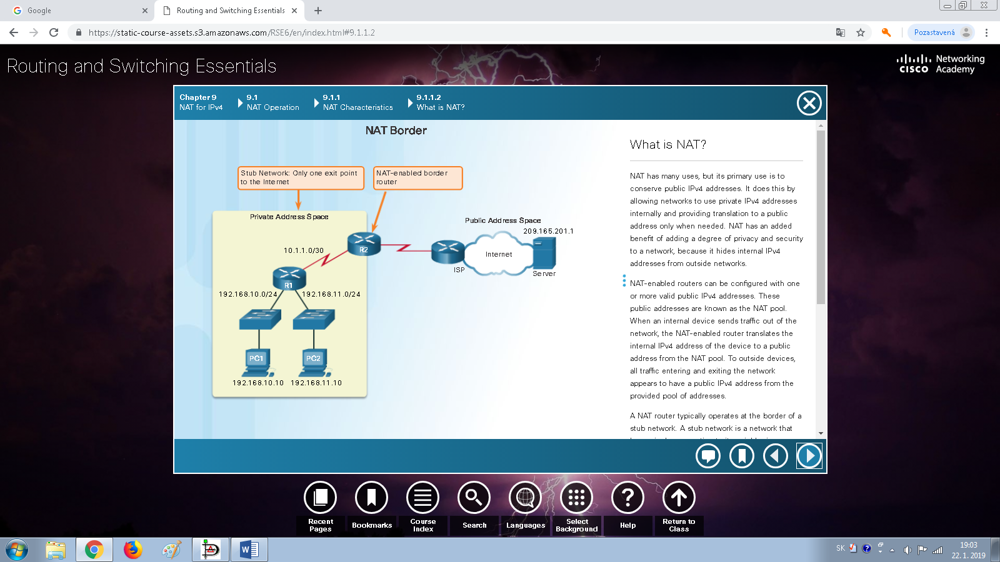 Google
Routing and Switching Essentials
https://static-course-assets.s3.amazonaws.com/RSE6/en/index.html#9.1.1.2
Pozastavená
Routing and Switching Essentials
CISCO
Networking
Academy
Chapter 9
NAT for IPv4
9.1
NAT Operation
9.1.1
NAT Characteristics
9.1.1.2
What is NAT?
NAT Border
Stub Network: Only one exit point
to the Internet
NAT-enabled border
router
Private Address Space
Public Address Space
209.165.201.1
R2
10.1.1.0/30
Internet
ISP
Server
R1
192.168.10.0/24
192.168.11.0/24
PC1
PC2
192.168.10.10
192.168.11.10
What is NAT?
NAT has many uses, but its primary use is to
conserve public IPv4 addresses. It does this by
allowing networks to use private IPv4 addresses
internally and providing translation to a public
address only when needed. NAT has an added
benefit of adding a degree of privacy and security
to a network, because it hides internal IPv4
addresses from outside networks.
NAT-enabled routers can be configured with one
or more valid public IPv4 addresses. These
public addresses are known as the NAT pool.
When an internal device sends traffic out of the
network, the NAT-enabled router translates the
internal IPv4 address of the device to a public
address from the NAT pool. To outside devices,
all traffic entering and exiting the network
appears to have a public IPv4 address from the
provided pool of addresses.
A NAT router typically operates at the border of a
stub network. A stub network is a network that
Recent
Pages
Bookmarks
Course
Index
Search
Languages
Select
Background
Help
Return to
Class
SK
19:03
22. 1. 2019